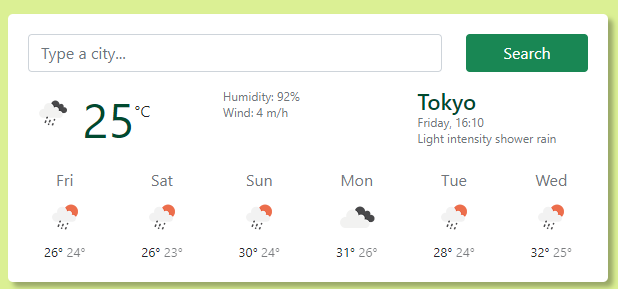 Type a city...
Search
25°C
Humidity: 92%
Wind: 4 m/h
Tokyo
Friday, 16:10
Light intensity shower rain
Fri Sat Sun Mon Tue Wed
26° 24° 26° 23° 30° 24° 31° 26° 28° 24° 32° 25°